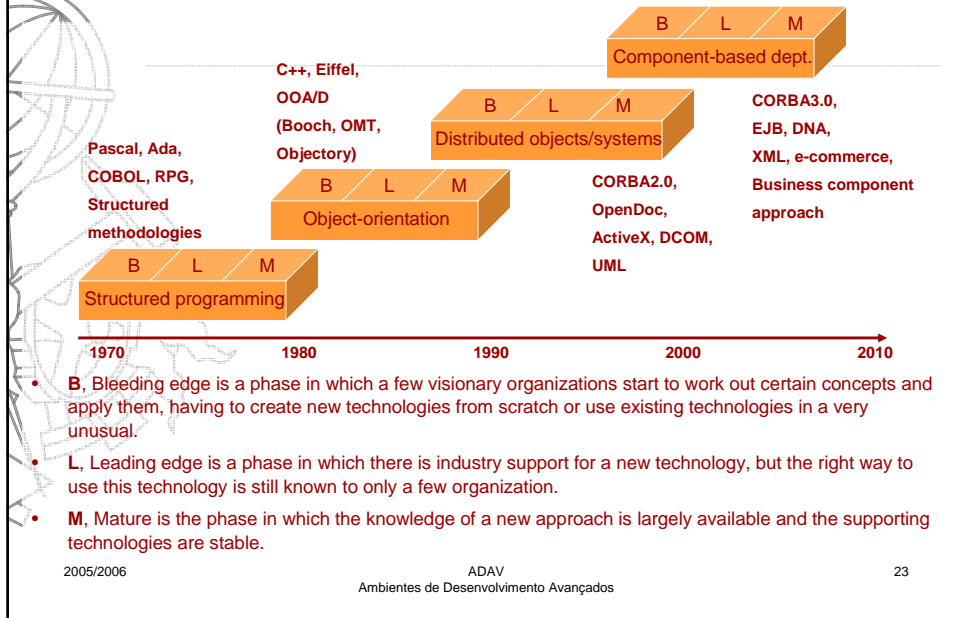 B L M
Component-based dept.
C++, Eiffel,
OOA/D
(Booch, OMT,
Objectory)
B L M
Distributed objects/systems
CORBA3.0,
EJB, DNA,
XML, e-commerce,
Business component
approach
Pascal, Ada,
COBOL, RPG,
Structured
methodologies
B L M
Object-orientation
CORBA2.0,
OpenDoc,
ActiveX, DCOM,
UML
B L M
Structured programming
1970 1980 1990 2000 2010
• B, Bleeding edge is a phase in which a few visionary organizations start to work out certain concepts and
apply them, having to create new technologies from scratch or use existing technologies in a very
unusual.
• L, Leading edge is a phase in which there is industry support for a new technology, but the right way to
use this technology is still known to only a few organization.
• M, Mature is the phase in which the knowledge of a new approach is largely available and the supporting
technologies are stable.
2005/2006 ADAV 23
Ambientes de Desenvolvimento Avançados